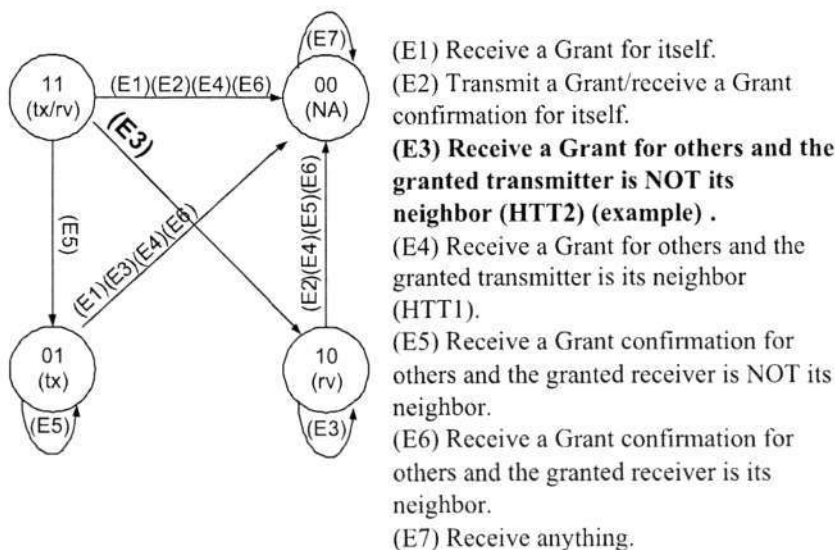 (E7)
11
(tx/rv)
(E1)(E2)(E4)(E6)
00
(NA)
(E3)
(E5)
(E1)(E3)(E4)(E6)
(E2)(E4)(E5)(E6)
01
(tx)
(E5)
10
(rv)
(E3)
(E1) Receive a Grant for itself.
(E2) Transmit a Grant/receive a Grant
confirmation for itself.
(E3) Receive a Grant for others and the
granted transmitter is NOT its
neighbor (HTT2) (example) .
(E4) Receive a Grant for others and the
granted transmitter is its neighbor
(HTT1).
(E5) Receive a Grant confirmation for
others and the granted receiver is NOT its
neighbor.
(E6) Receive a Grant confirmation for
others and the granted receiver is its
neighbor.
(E7) Receive anything.